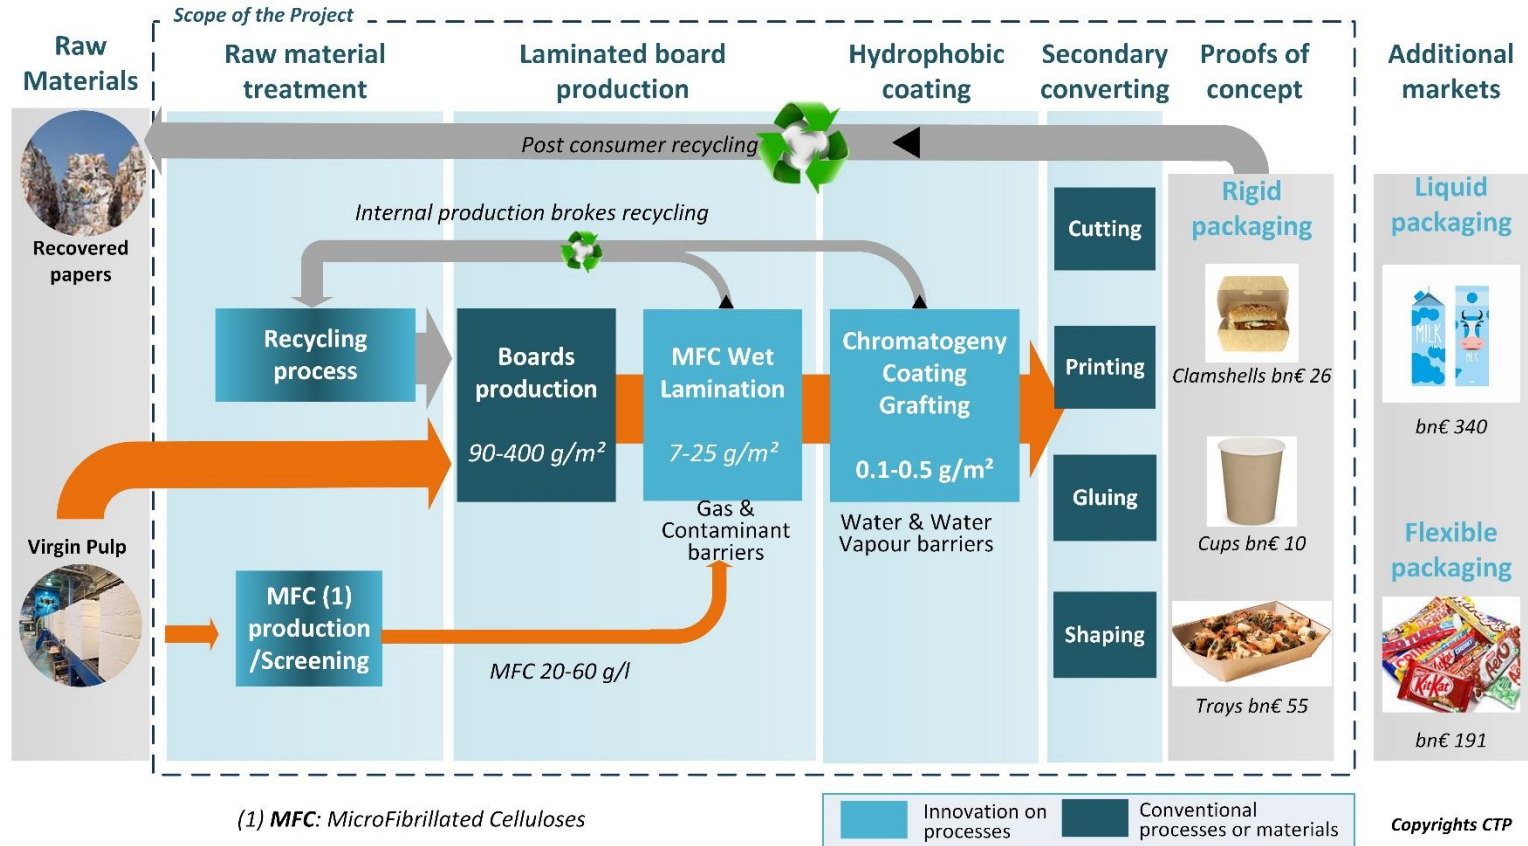 Scope of the Project
Raw
Materials
Raw material
treatment
Laminated board
production
Hydrophobic
coating
Secondary
converting
Proofs of
concept
Additional
markets
Post consumer recycling
Internal production brokes recycling
Recovered
papers
Recycling
process
Boards
production
90-400 g/m²
MFC Wet
Lamination
7-25 g/m²
Gas &
Contaminant
barriers
Chromatogeny
Coating
Grafting
0.1-0.5 g/m²
Water & Water
Vapour barriers
Virgin Pulp
MFC (1)
production
/Screening
MFC 20-60 g/l
Cutting
Printing
Gluing
Shaping
Rigid
packaging
Clamshells bn€ 26
Cups bn€ 10
Trays bn€ 55
Liquid
packaging
MILK
MILK
bn€ 340
Flexible
packaging
KitKat
KitKat
Aero
bn€ 191
(1) MFC: MicroFibrillated Celluloses
Innovation on
processes
Conventional
processes or materials
Copyrights CTP